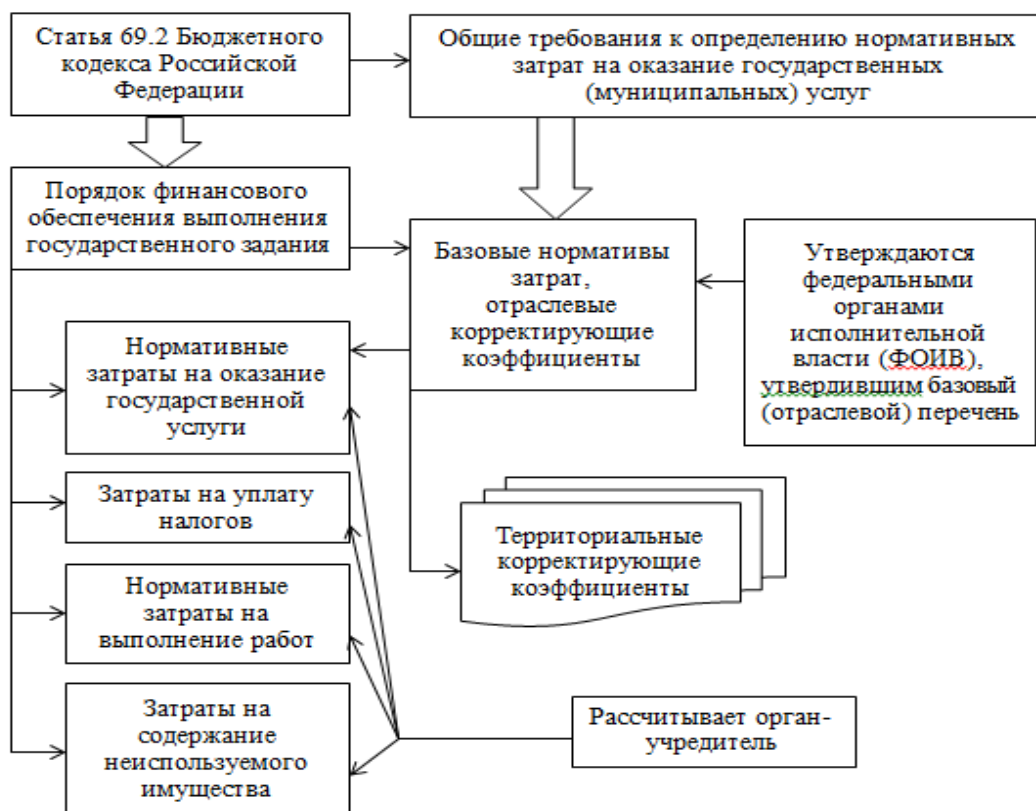 Статья 69.2 Бюджетного
кодекса Российской
Федерации
Общие требования к определению нормативных
затрат на оказание государственных
(муниципальных) услуг
Порядок финансового
обеспечения выполнения
государственного задания
Базовые нормативы
затрат,
отраслевые
корректирующие
коэффициенты
Утверждаются
федеральными
органами
исполнительной
власти (ФОИВ),
утвердившим базовый
(отраслевой) перечень
Нормативные
затраты на оказание
государственной
услуги
Затраты на уплату
налогов
Нормативные
затраты на
выполнение работ
Затраты на
содержание
неиспользуемого
имущества
Территориальные
корректирующие
коэффициенты
Рассчитывает орган-
учредитель